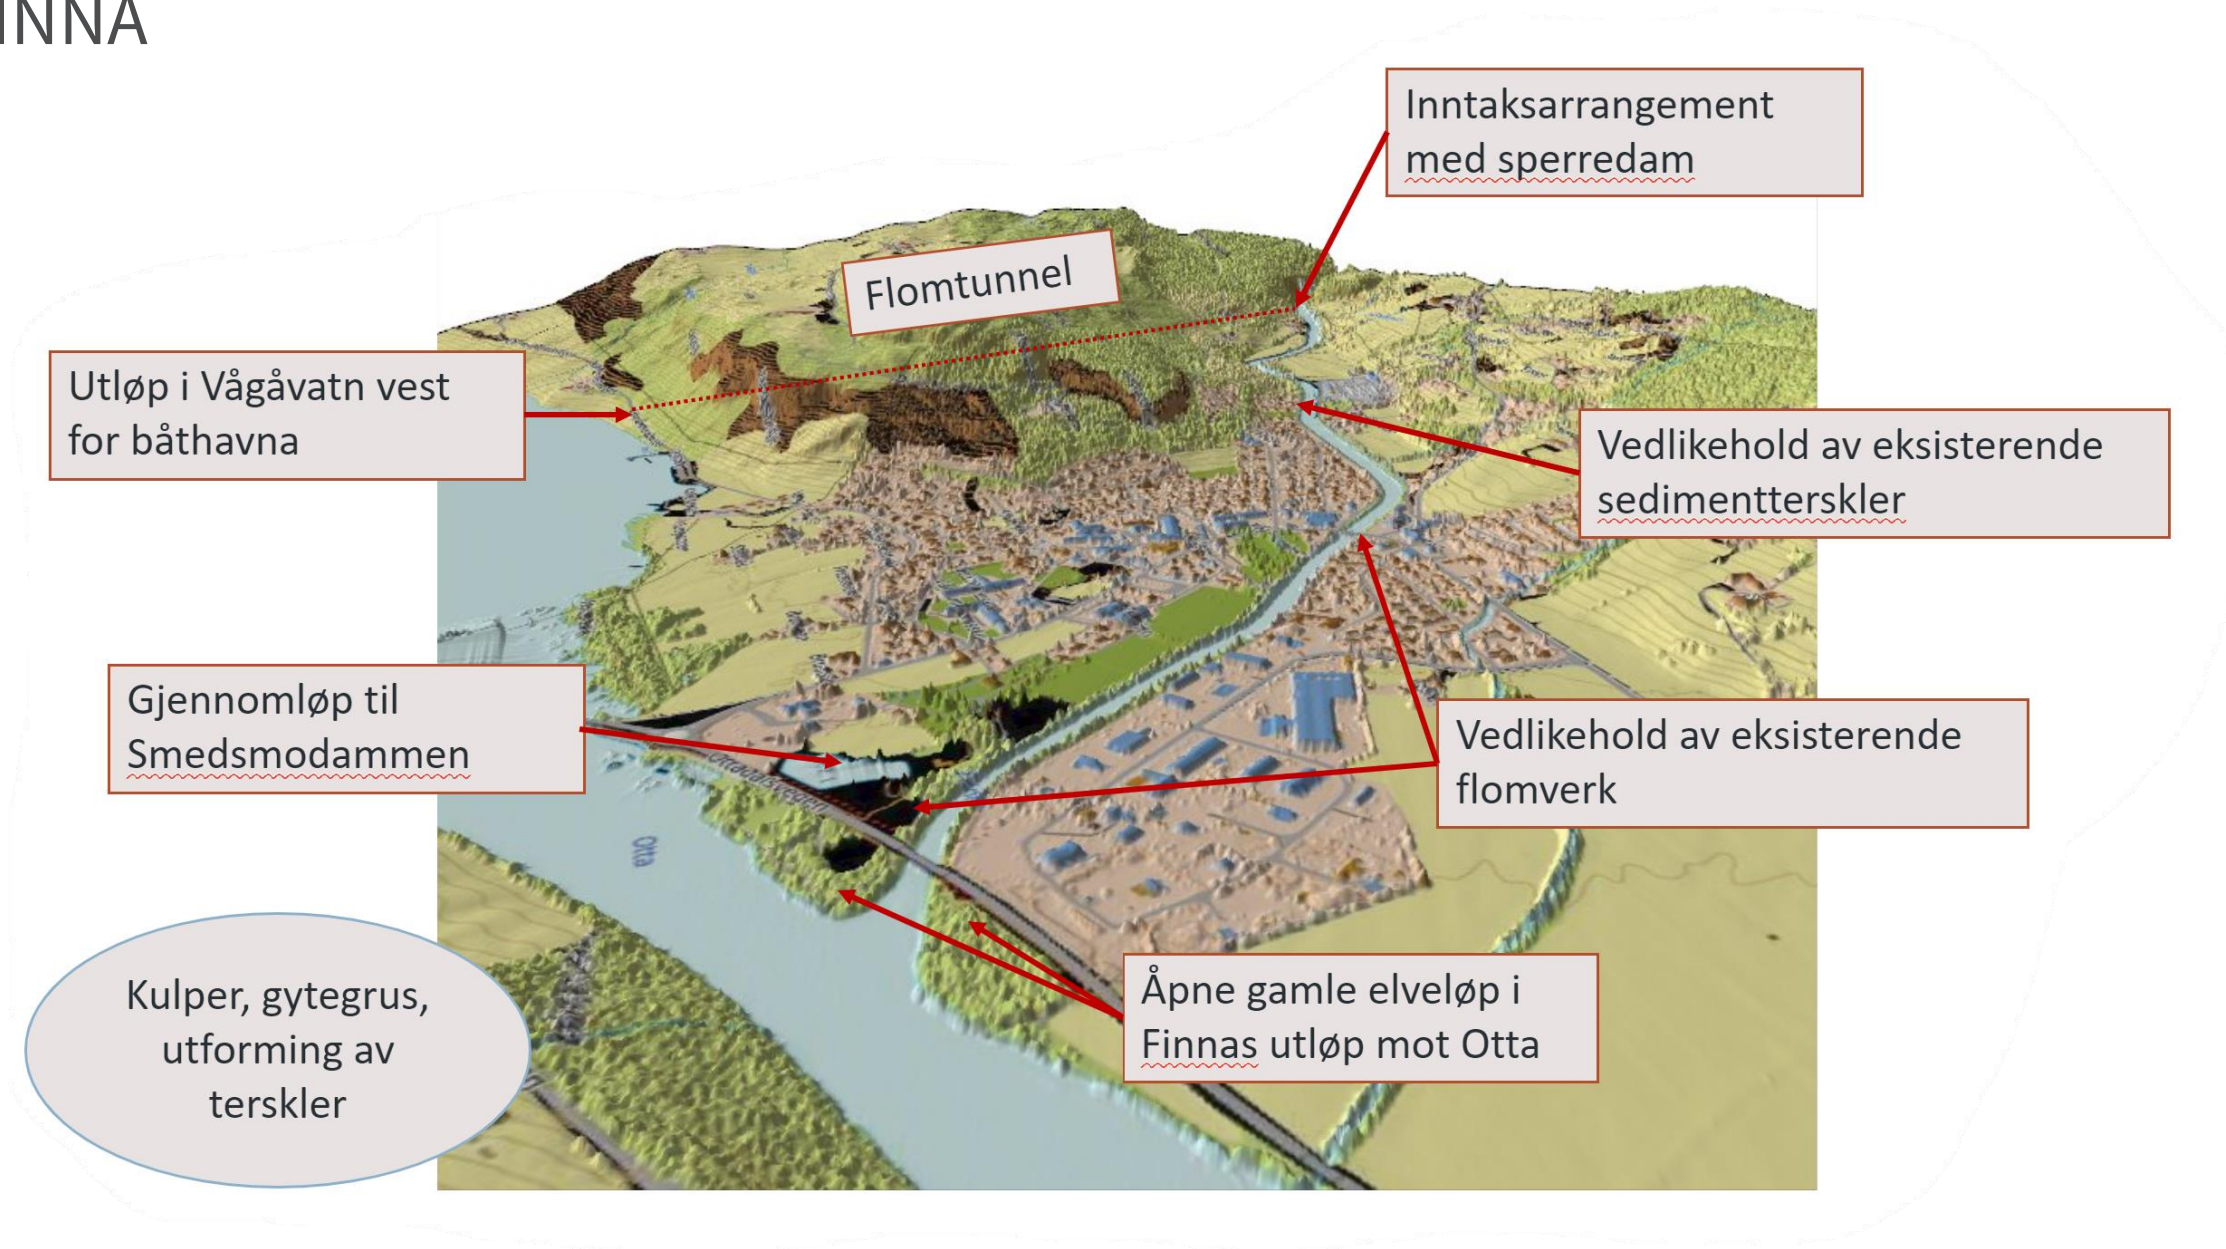 INNA
Inntaksarrangement
med sperredam
Flomtunnel
Utløp i Vågåvatn vest
for båthavna
Vedlikehold av eksisterende
sedimentterskler
Gjennomløp til
Smedsmodammen
Vedlikehold av eksisterende
flomverk
Ottadalsvegen
Otta
Åpne gamle elveløp i
Finnas utløp mot Otta
Kulper, gytegrus,
utforming av
terskler